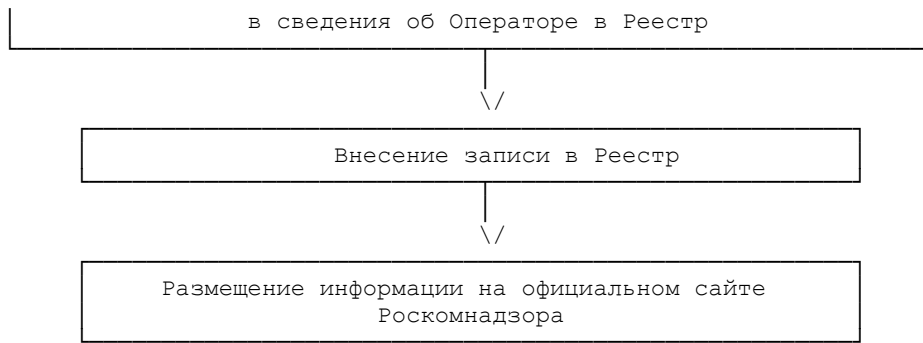 в сведения об Операторе в Реестр
\/
Внесение записи в Реестр
\/
Размещение информации на официальном сайте
Роскомнадзора